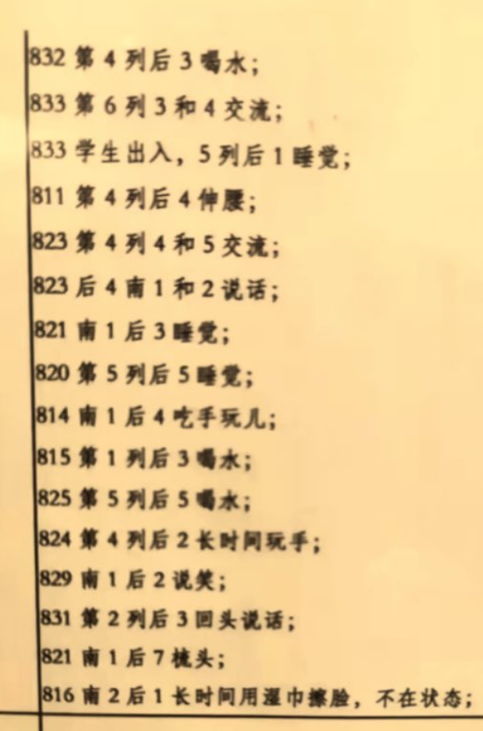 832 第 4 列后 3 喝水；
833 第 6 列 3 和 4 交流；
833 学生出入，5 列后 1 睡觉；
811 第 4 列后 4 伸腰；
823 第 4 列 4 和 5 交流；
823 后 4 南 1 和 2 说话；
821 南 1 后 3 睡觉；
820 第 5 列后 5 睡觉；
814 南 1 后 4 吃手玩儿；
815 第 1 列后 3 喝水；
825 第 5 列后 5 喝水；
824 第 4 列后 2 长时间玩手；
829 南 1 后 2 说笑；
831 第 2 列后 3 回头说话；
821 南 1 后 7 梳头；
816 南 2 后 1 长时间用湿巾擦脸，不在状态；